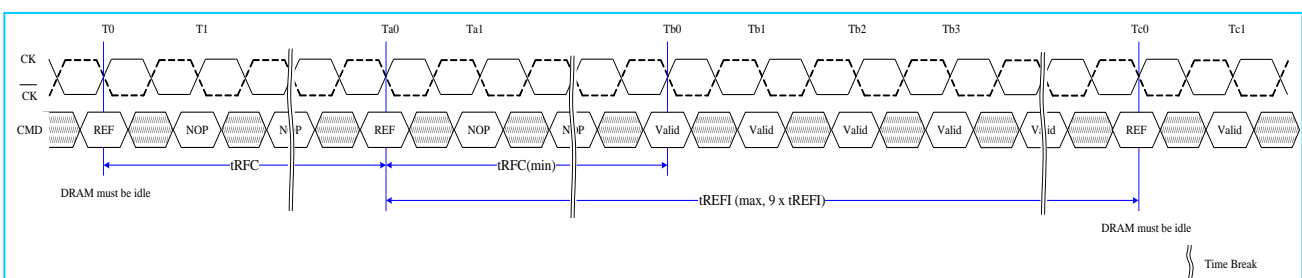 T0 T1 Ta0 Ta1 Tb0 Tb1 Tb2 Tb3 Tc0 Tc1
CK
CK
CMD REF NOP NOP REF NOP NOP Valid Valid Valid Valid Valid REF Valid
tRFC tRFC(min)
DRAM must be idle
tREFI (max, 9 x tREFI)
DRAM must be idle
Time Break